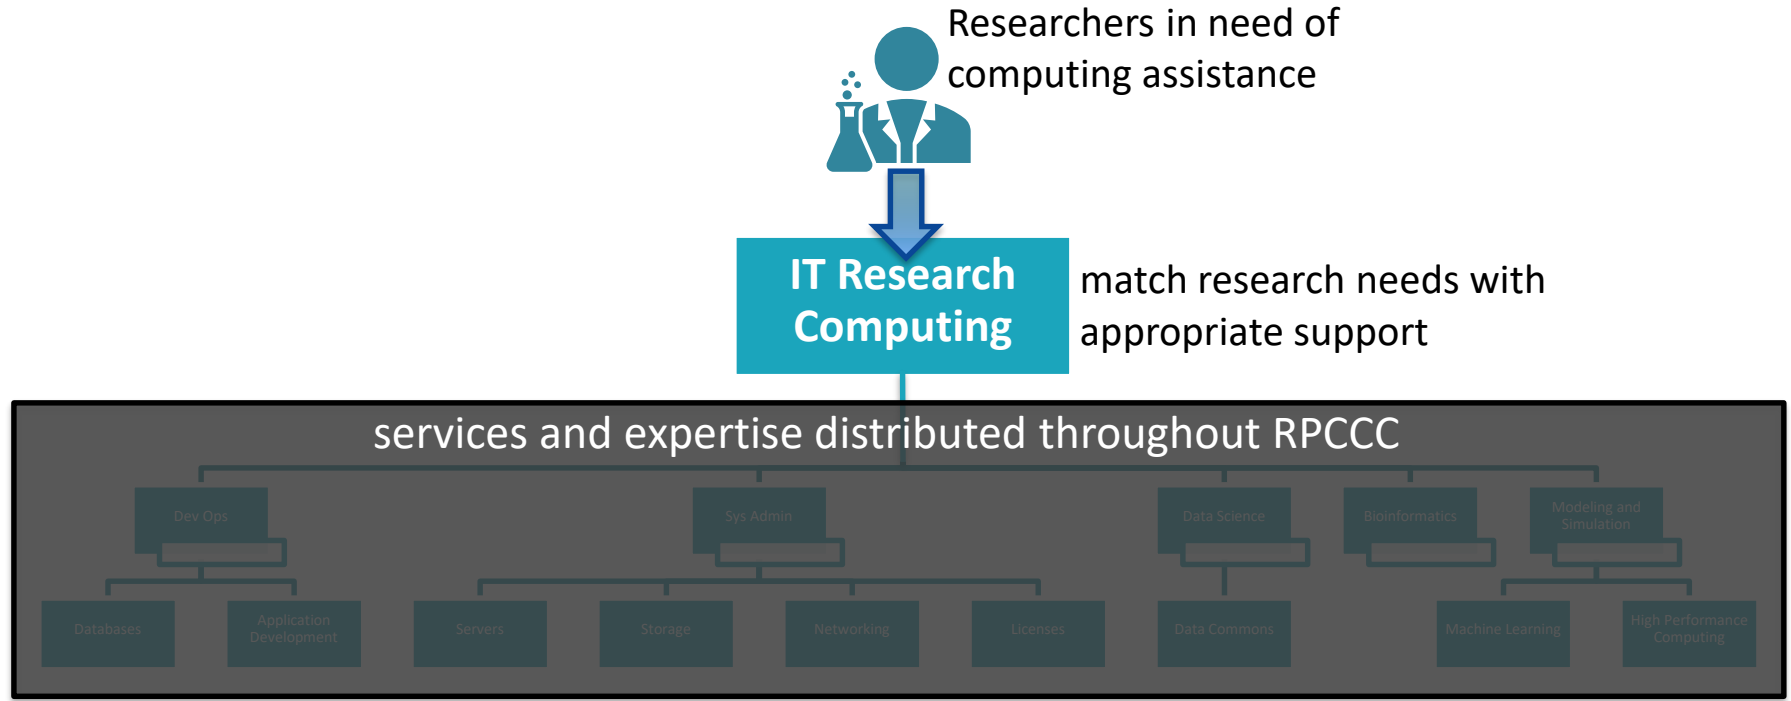 Researchers in need of
computing assistance
IT Research
Computing
match research needs with
appropriate support
services and expertise distributed throughout RPCCC
Dev Ops
Sys Admin
Data Science
Bioinformatics
Modeling and
Simulation
Databases
Application
Development
Servers
Storage
Networking
Licenses
Data Commons
Machine Learning
High Performance
Computing